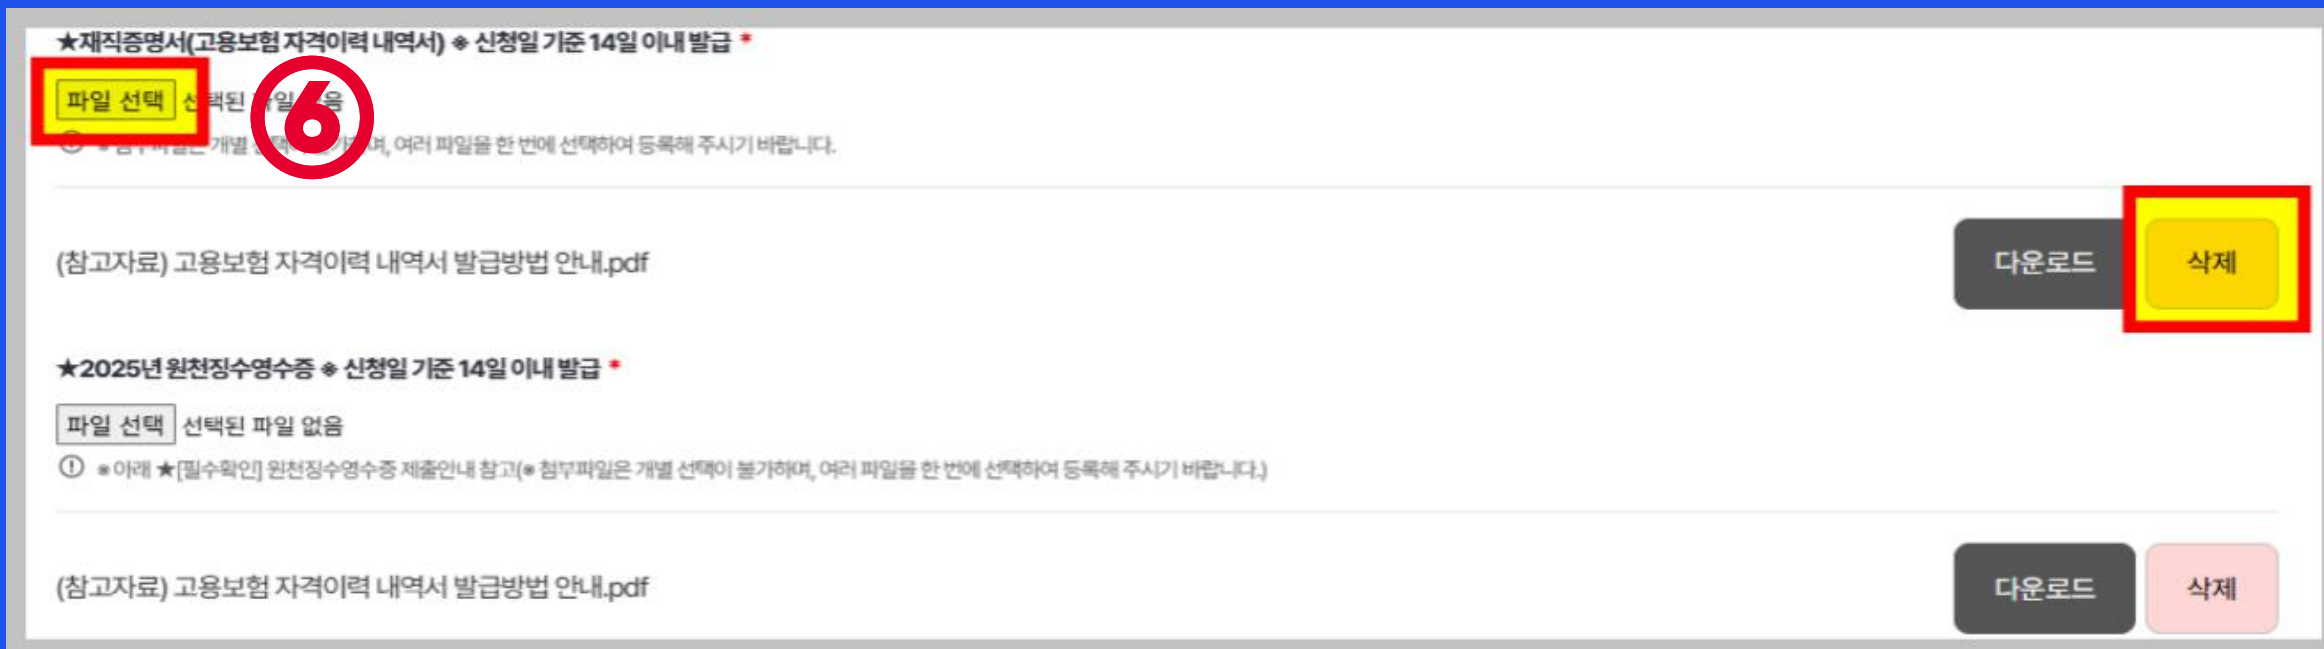 ★재직증명서(고용보험 자격이력 내역서) ※ 신청일 기준 14일 이내 발급 *
파일 선택 선택된 파일 없음
⑥
개별 며, 여러 파일을 한 번에 선택하여 등록해 주시기 바랍니다.
(참고자료) 고용보험 자격이력 내역서 발급방법 안내.pdf 다운로드 삭제
★2025년 원천징수영수증 ※ 신청일 기준 14일 이내 발급 *
파일 선택 선택된 파일 없음
※ 아래 ★[필수확인] 원천징수영수증 제출안내 참고(※ 첨부파일은 개별 선택이 불가하며, 여러 파일을 한 번에 선택하여 등록해 주시기 바랍니다.)
(참고자료) 고용보험 자격이력 내역서 발급방법 안내.pdf 다운로드 삭제